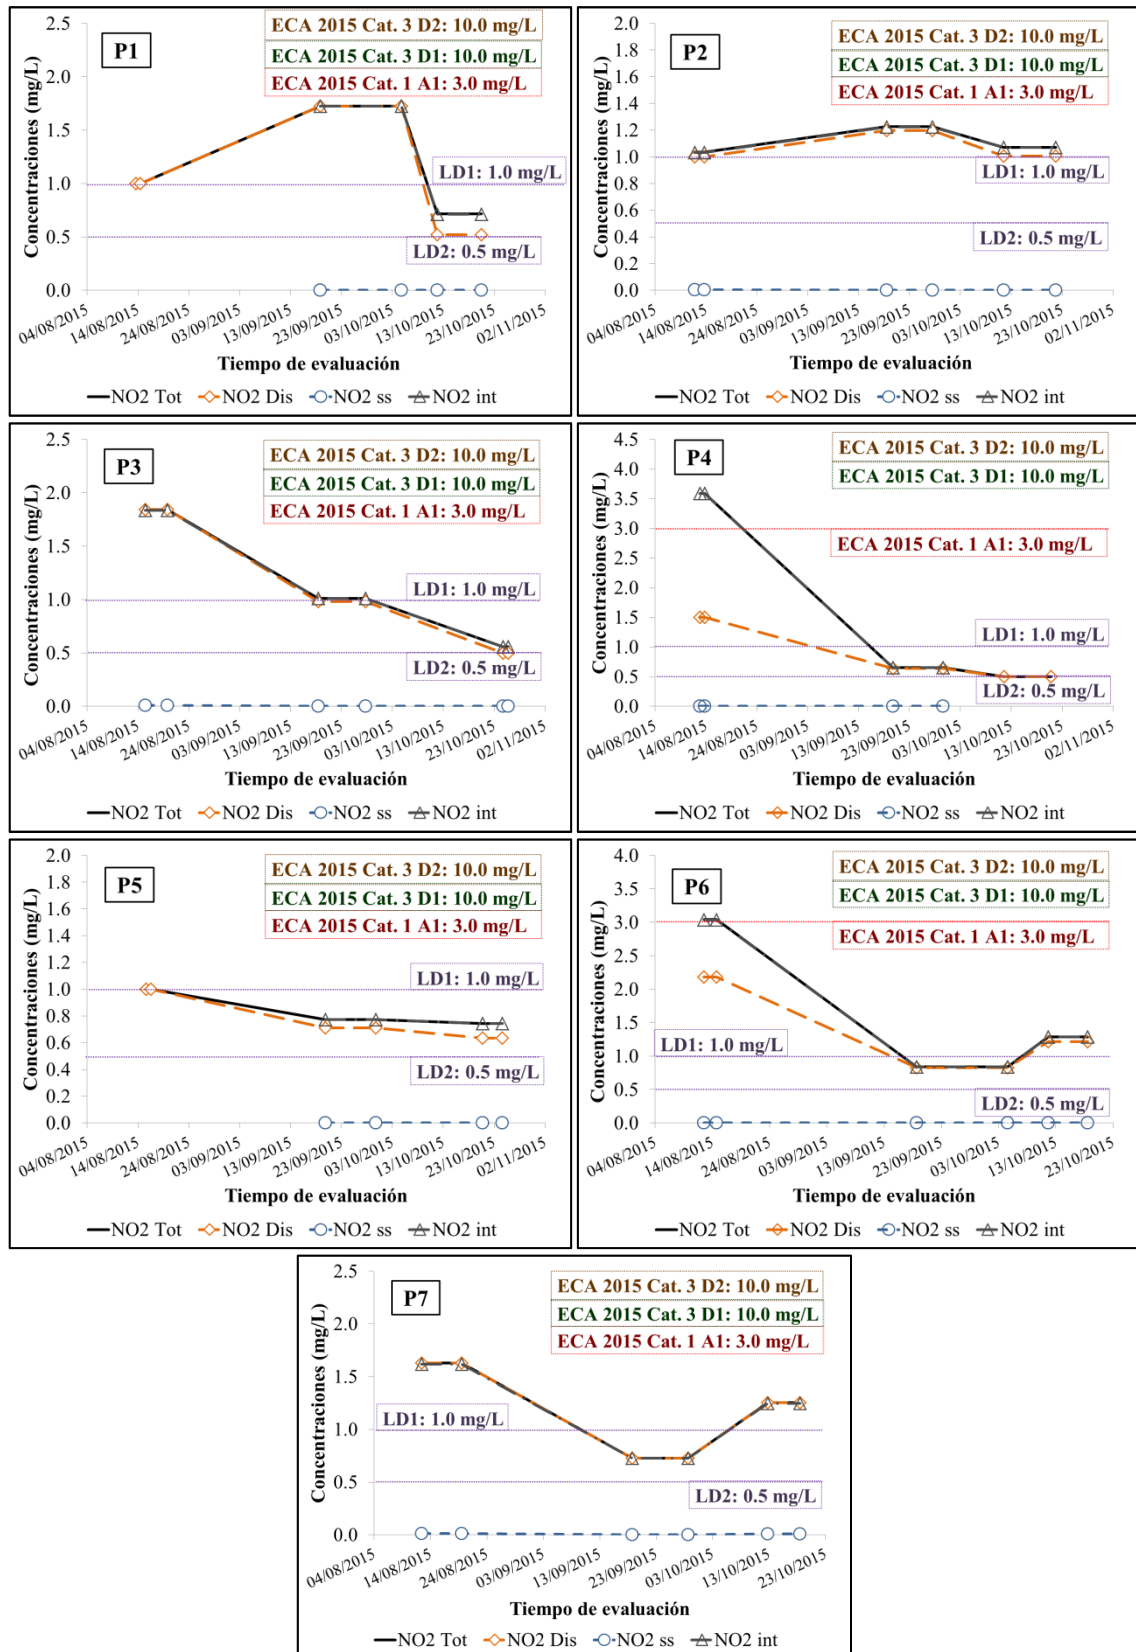 P1
ECA 2015 Cat. 3 D2: 10.0 mg/L
ECA 2015 Cat. 3 D1: 10.0 mg/L
ECA 2015 Cat. 1 A1: 3.0 mg/L
LD1: 1.0 mg/L
LD2: 0.5 mg/L
Concentraciones (mg/L)
2.5
2.0
1.5
1.0
0.5
0.0
04/08/2015
14/08/2015
24/08/2015
03/09/2015
13/09/2015
23/09/2015
03/10/2015
13/10/2015
23/10/2015
02/11/2015
Tiempo de evaluación
NO2 Tot NO2 Dis NO2 ss NO2 int
P2
ECA 2015 Cat. 3 D2: 10.0 mg/L
ECA 2015 Cat. 3 D1: 10.0 mg/L
ECA 2015 Cat. 1 A1: 3.0 mg/L
LD1: 1.0 mg/L
LD2: 0.5 mg/L
Concentraciones (mg/L)
2.0
1.8
1.6
1.4
1.2
1.0
0.8
0.6
0.4
0.2
0.0
04/08/2015
14/08/2015
24/08/2015
03/09/2015
13/09/2015
23/09/2015
03/10/2015
13/10/2015
23/10/2015
02/11/2015
Tiempo de evaluación
NO2 Tot NO2 Dis NO2 ss NO2 int
P3
ECA 2015 Cat. 3 D2: 10.0 mg/L
ECA 2015 Cat. 3 D1: 10.0 mg/L
ECA 2015 Cat. 1 A1: 3.0 mg/L
LD1: 1.0 mg/L
LD2: 0.5 mg/L
Concentraciones (mg/L)
2.5
2.0
1.5
1.0
0.5
0.0
04/08/2015
14/08/2015
24/08/2015
03/09/2015
13/09/2015
23/09/2015
03/10/2015
13/10/2015
23/10/2015
02/11/2015
Tiempo de evaluación
NO2 Tot NO2 Dis NO2 ss NO2 int
P4
ECA 2015 Cat. 3 D2: 10.0 mg/L
ECA 2015 Cat. 3 D1: 10.0 mg/L
ECA 2015 Cat. 1 A1: 3.0 mg/L
LD1: 1.0 mg/L
LD2: 0.5 mg/L
Concentraciones (mg/L)
4.5
4.0
3.5
3.0
2.5
2.0
1.5
1.0
0.5
0.0
04/08/2015
14/08/2015
24/08/2015
03/09/2015
13/09/2015
23/09/2015
03/10/2015
13/10/2015
23/10/2015
02/11/2015
Tiempo de evaluación
NO2 Tot NO2 Dis NO2 ss NO2 int
P5
ECA 2015 Cat. 3 D2: 10.0 mg/L
ECA 2015 Cat. 3 D1: 10.0 mg/L
ECA 2015 Cat. 1 A1: 3.0 mg/L
LD1: 1.0 mg/L
LD2: 0.5 mg/L
Concentraciones (mg/L)
2.0
1.8
1.6
1.4
1.2
1.0
0.8
0.6
0.4
0.2
0.0
04/08/2015
14/08/2015
24/08/2015
03/09/2015
13/09/2015
23/09/2015
03/10/2015
13/10/2015
23/10/2015
02/11/2015
Tiempo de evaluación
NO2 Tot NO2 Dis NO2 ss NO2 int
P6
ECA 2015 Cat. 3 D2: 10.0 mg/L
ECA 2015 Cat. 3 D1: 10.0 mg/L
ECA 2015 Cat. 1 A1: 3.0 mg/L
LD1: 1.0 mg/L
LD2: 0.5 mg/L
Concentraciones (mg/L)
4.0
3.5
3.0
2.5
2.0
1.5
1.0
0.5
0.0
04/08/2015
14/08/2015
24/08/2015
03/09/2015
13/09/2015
23/09/2015
03/10/2015
13/10/2015
23/10/2015
Tiempo de evaluación
NO2 Tot NO2 Dis NO2 ss NO2 int
P7
ECA 2015 Cat. 3 D2: 10.0 mg/L
ECA 2015 Cat. 3 D1: 10.0 mg/L
ECA 2015 Cat. 1 A1: 3.0 mg/L
LD1: 1.0 mg/L
LD2: 0.5 mg/L
Concentraciones (mg/L)
2.5
2.0
1.5
1.0
0.5
0.0
04/08/2015
14/08/2015
24/08/2015
03/09/2015
13/09/2015
23/09/2015
03/10/2015
13/10/2015
23/10/2015
Tiempo de evaluación
NO2 Tot NO2 Dis NO2 ss NO2 int